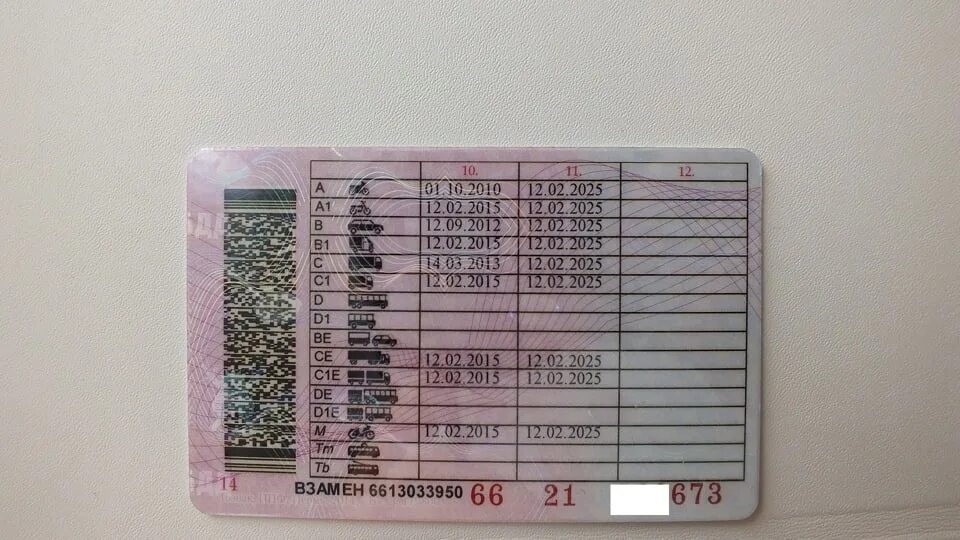 10. 11. 12.
A 01.10.2010 12.02.2025
A1 12.02.2015 12.02.2025
B 12.09.2012 12.02.2025
B1 12.02.2015 12.02.2025
C 14.03.2013 12.02.2025
C1 12.02.2015 12.02.2025
D
D1
BE
CE 12.02.2015 12.02.2025
C1E 12.02.2015 12.02.2025
DE
D1E
M 12.02.2015 12.02.2025
Tm
Tb
14
ВЗАМЕН 6613033950 66 21 673